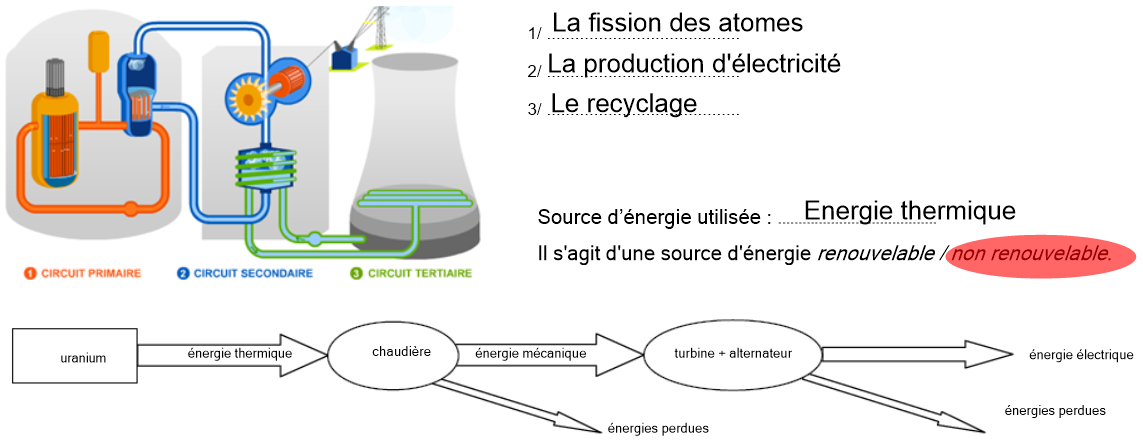 1/ La fission des atomes
2/ La production d'électricité
3/ Le recyclage
Source d'énergie utilisée : Energie thermique
Il s'agit d'une source d'énergie renouvelable / non renouvelable.
1 CIRCUIT PRIMAIRE 2 CIRCUIT SECONDAIRE 3 CIRCUIT TERTIAIRE
uranium énergie thermique chaudière énergie mécanique turbine + alternateur énergie électrique
énergies perdues énergies perdues